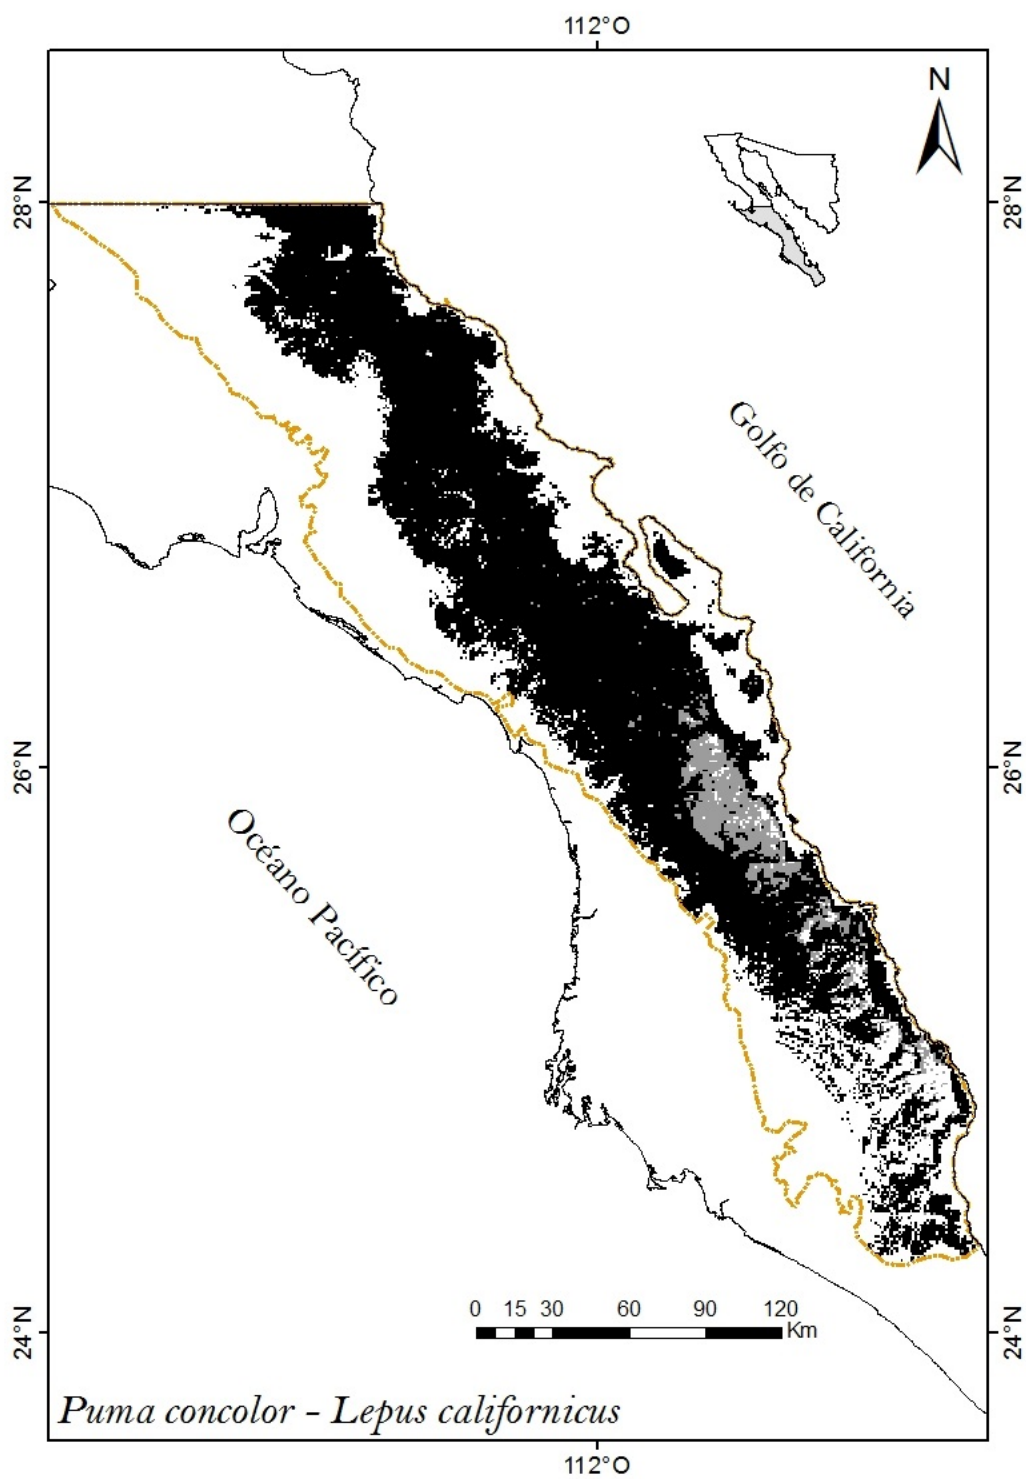 112°O
N
28°N
28°N
Golfo de California
26°N
26°N
Océano Pacífico
0 15 30 60 90 120
Km
24°N
24°N
Puma concolor - Lepus californicus
112°O